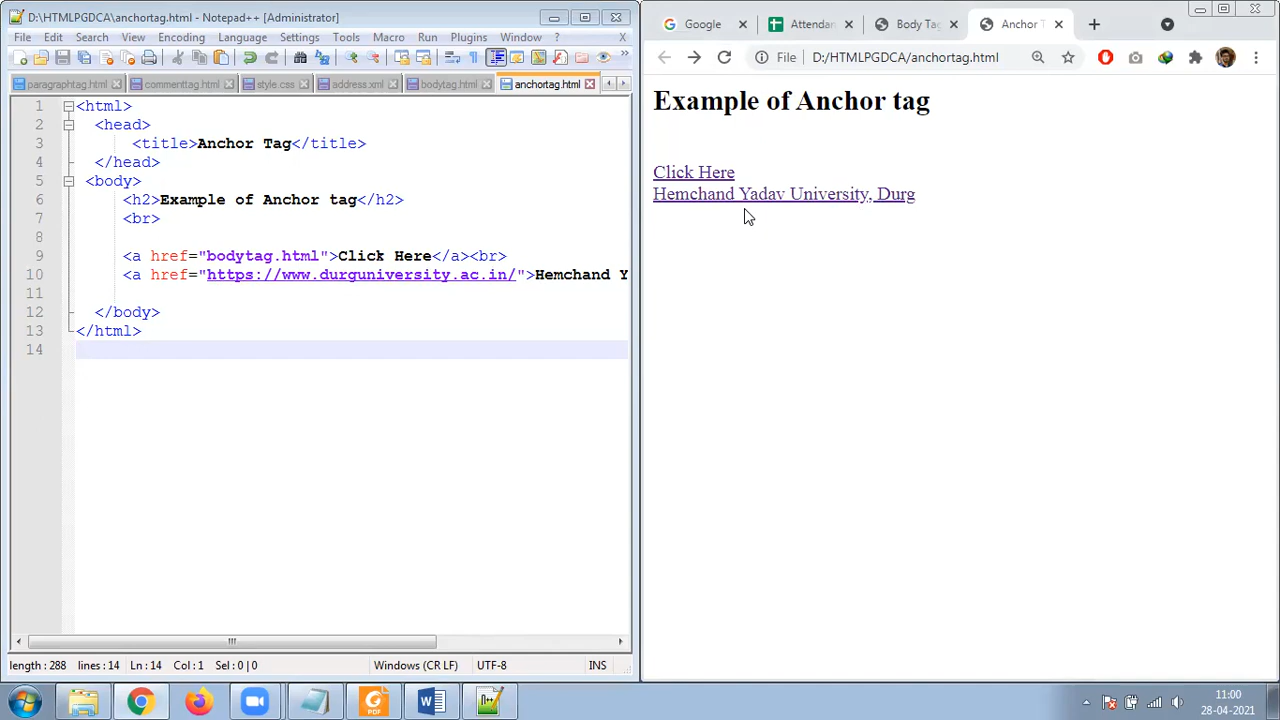 D:\HTMLPGDCA\anchortag.html - Notepad++ [Administrator]
File Edit Search View Encoding Language Settings Tools Macro Run Plugins Window ? X
paragraphtag.html commenttag.html style.css address.xml bodytag.html anchortag.html
1 <html>
2 <head>
3 <title>Anchor Tag</title>
4 </head>
5 <body>
6 <h2>Example of Anchor tag</h2>
7 <br>
8
9 <a href="bodytag.html">Click Here</a><br>
10 <a href="https://www.durguniversity.ac.in/">Hemchand Y
11
12 </body>
13 </html>
14
length : 288 lines : 14 Ln : 14 Col : 1 Sel : 0 | 0 Windows (CR LF) UTF-8 INS
Google Attendan Body Tag Anchor T
File D:/HTMLPGDCA/anchortag.html
Example of Anchor tag
Click Here
Hemchand Yadav University, Durg
PDF
11:00
28-04-2021